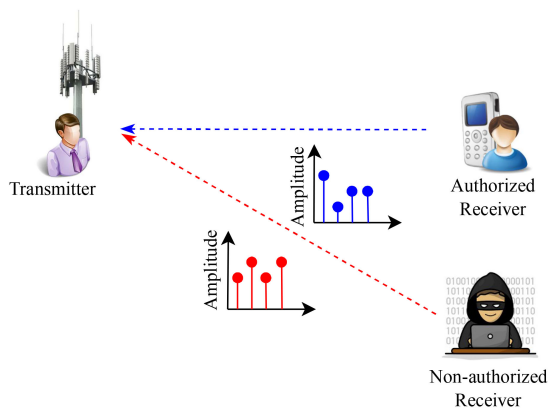 Transmitter
Amplitude
Authorized
Receiver
Amplitude
Non-authorized
Receiver